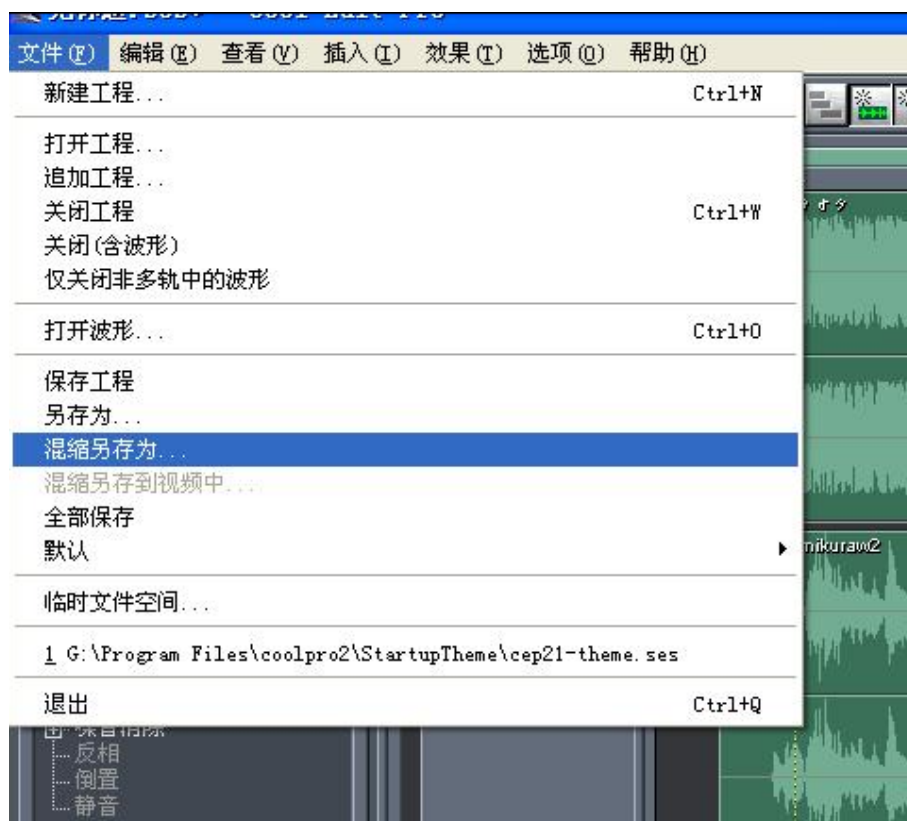 文件(F) 编辑(E) 查看(V) 插入(I) 效果(T) 选项(O) 帮助(H)
新建工程... Ctrl+N
打开工程...
追加工程...
关闭工程 Ctrl+W
关闭(含波形)
仅关闭非多轨中的波形
打开波形... Ctrl+O
保存工程
另存为...
混缩另存为...
混缩另存到视频中...
全部保存
默认
mikuraw2
临时文件空间...
1 G:\Program Files\coolpro2\StartupTheme\cep21-theme.ses
退出 Ctrl+Q
反相
倒置
静音